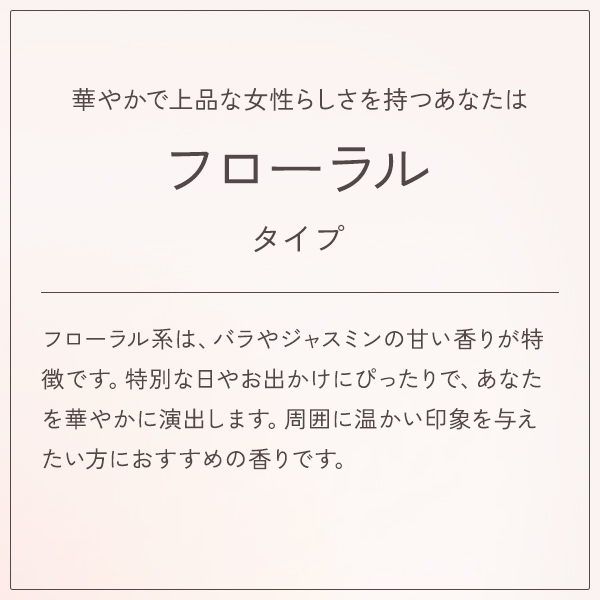 華やかで上品な女性らしさを持つあなたは
フローラル
タイプ
フローラル系は、バラやジャスミンの甘い香りが特
徴です。特別な日やお出かけにぴったりで、あなた
を華やかに演出します。周囲に温かい印象を与え
たい方におすすめの香りです。